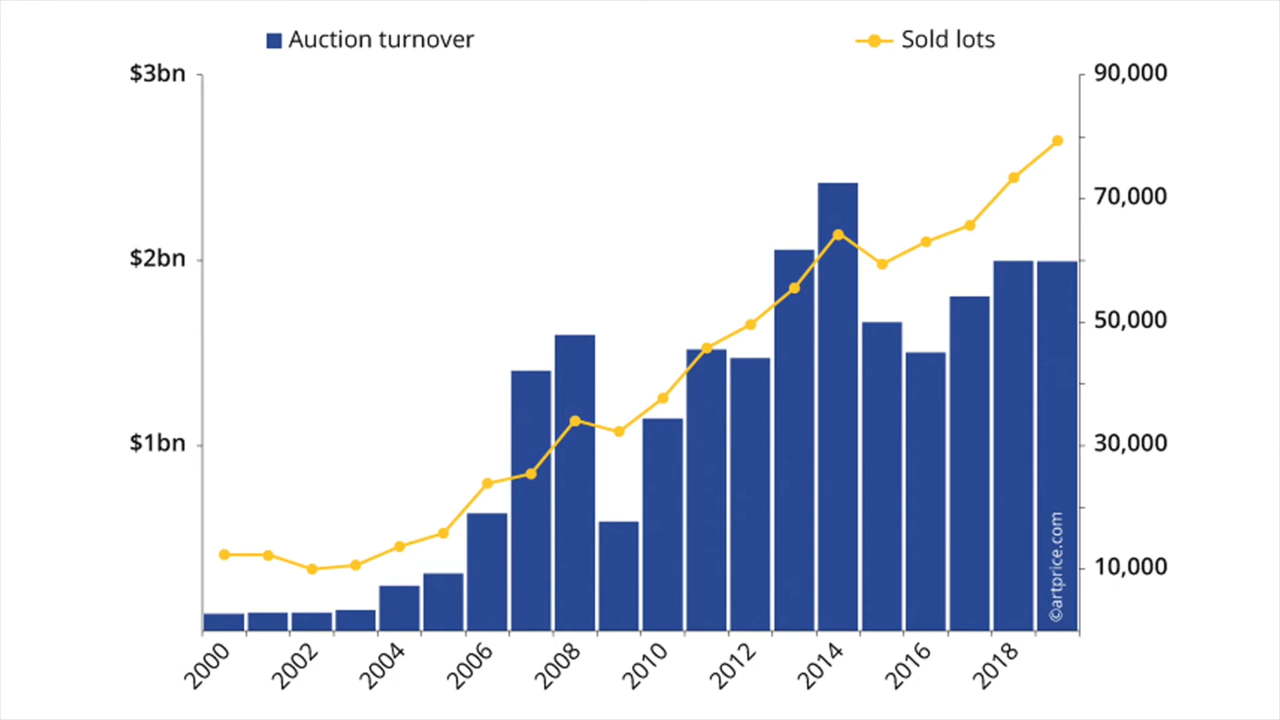 Auction turnover
Sold lots
$3bn
$2bn
$1bn
90,000
70,000
50,000
30,000
10,000
2000
2002
2004
2006
2008
2010
2012
2014
2016
2018
©artprice.com